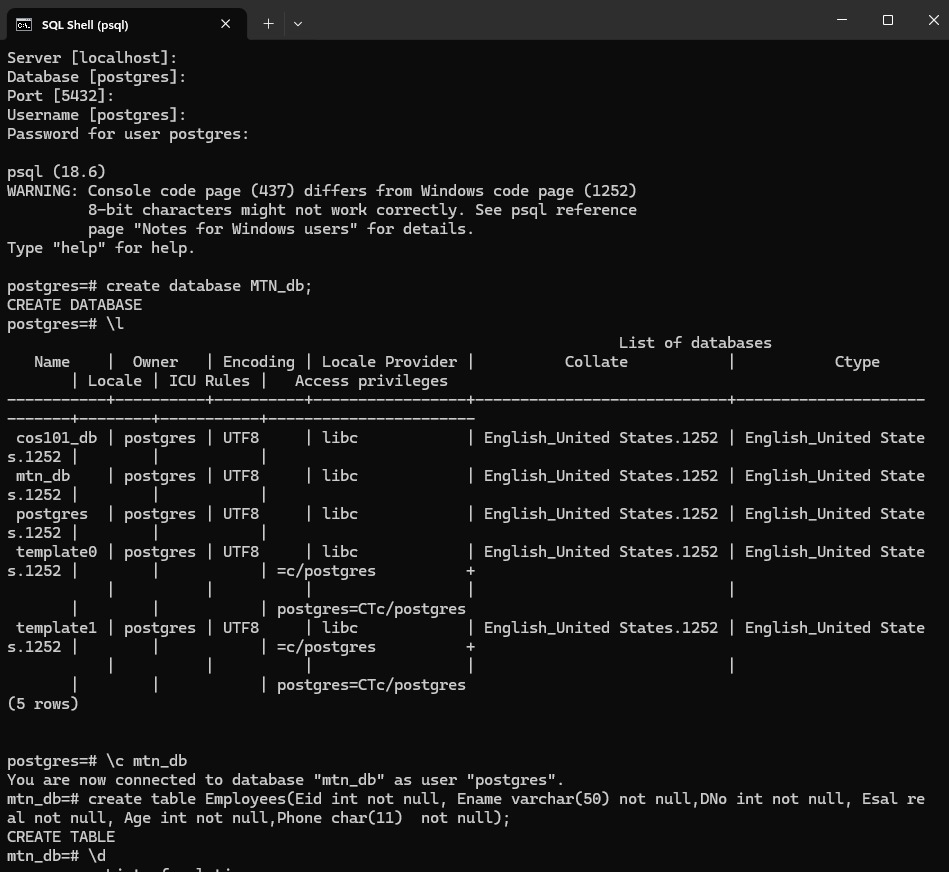 SQL Shell (psql)
Server [localhost]:
Database [postgres]:
Port [5432]:
Username [postgres]:
Password for user postgres:
psql (18.6)
WARNING: Console code page (437) differs from Windows code page (1252)
         8-bit characters might not work correctly. See psql reference
         page "Notes for Windows users" for details.
Type "help" for help.
postgres=# create database MTN_db;
CREATE DATABASE
postgres=# \l
                                                                    List of databases
   Name    |  Owner   | Encoding | Locale Provider |          Collate           |           Ctype
       | Locale | ICU Rules |   Access privileges
-----------+----------+----------+-----------------+----------------------------+---------------------
-------+--------+-----------+-----------------------
 cos101_db | postgres | UTF8     | libc            | English_United States.1252 | English_United State
s.1252 |        |           |
 mtn_db    | postgres | UTF8     | libc            | English_United States.1252 | English_United State
s.1252 |        |           |
 postgres  | postgres | UTF8     | libc            | English_United States.1252 | English_United State
s.1252 |        |           |
 template0 | postgres | UTF8     | libc            | English_United States.1252 | English_United State
s.1252 |        |           | =c/postgres          +
           |          |          |                 |                            |
       |        |           | postgres=CTc/postgres
 template1 | postgres | UTF8     | libc            | English_United States.1252 | English_United State
s.1252 |        |           | =c/postgres          +
           |          |          |                 |                            |
       |        |           | postgres=CTc/postgres
(5 rows)
postgres=# \c mtn_db
You are now connected to database "mtn_db" as user "postgres".
mtn_db=# create table Employees(Eid int not null, Ename varchar(50) not null,DNo int not null, Esal re
al not null, Age int not null,Phone char(11)  not null);
CREATE TABLE
mtn_db=# \d